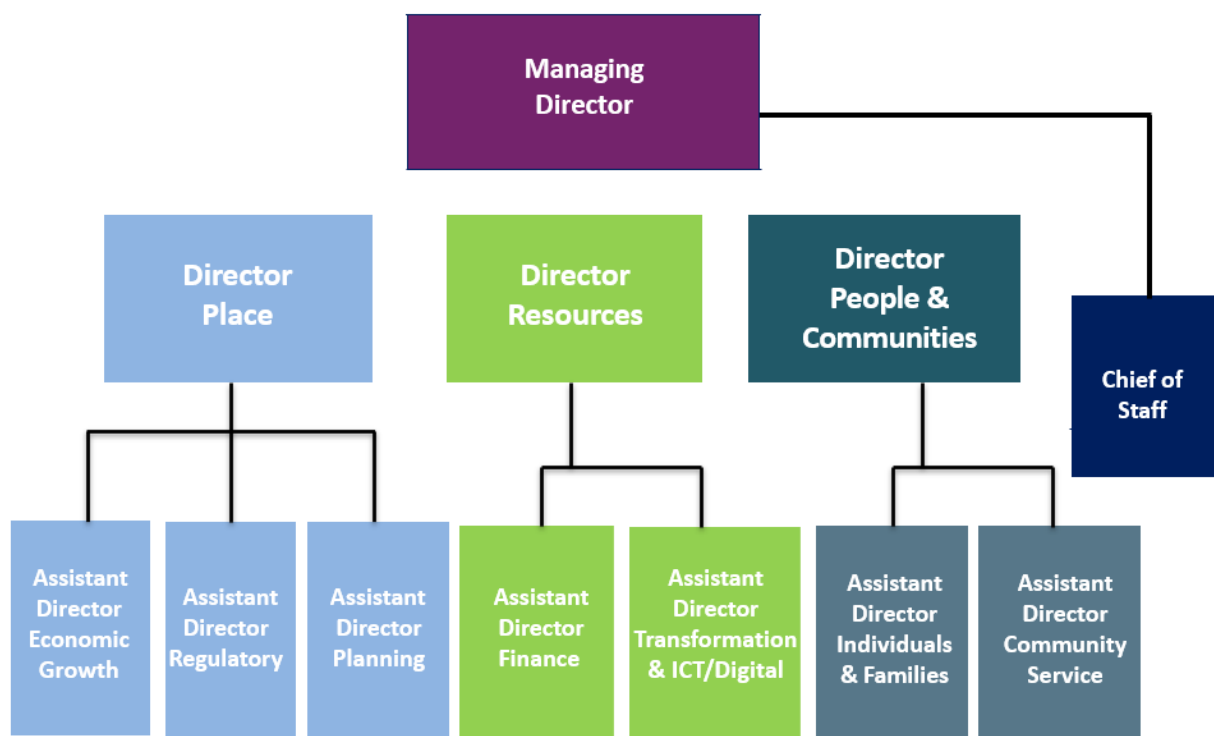 Managing
Director
Director
Place
Director
Resources
Director
People &
Communities
Chief of
Staff
Assistant
Director
Economic
Growth
Assistant
Director
Regulatory
Assistant
Director
Planning
Assistant
Director
Finance
Assistant
Director
Transformation
& ICT/Digital
Assistant
Director
Individuals
& Families
Assistant
Director
Community
Service